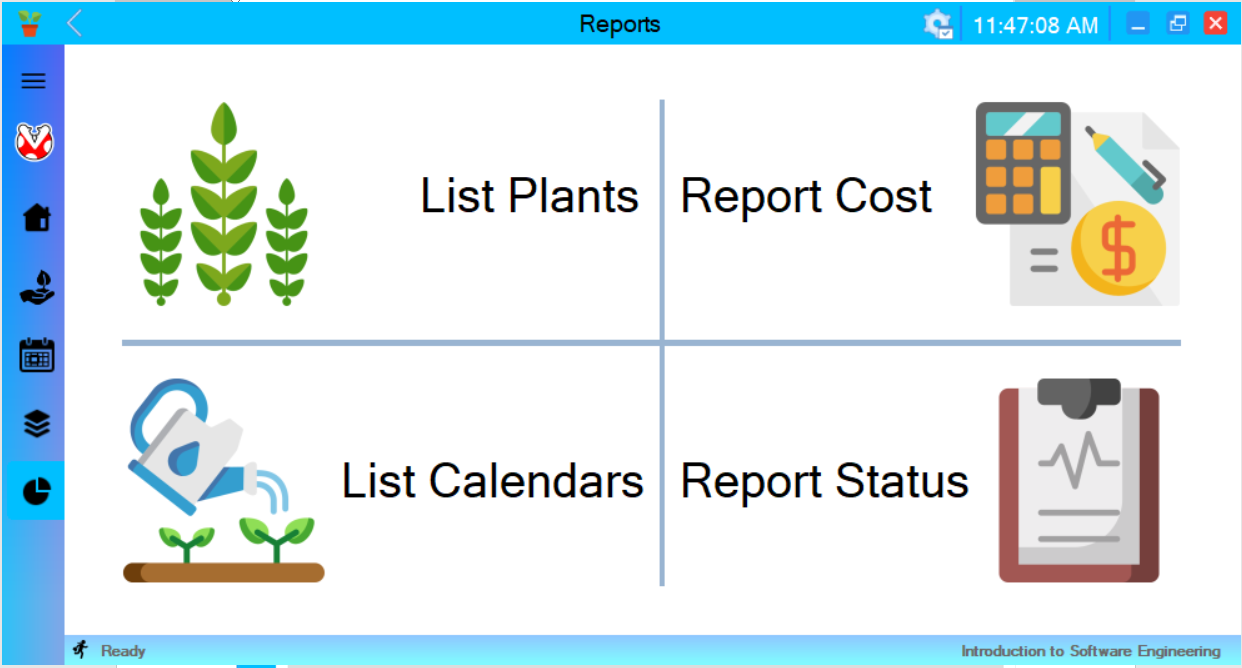 Reports
11:47:08 AM
List Plants
Report Cost
List Calendars
Report Status
Ready
Introduction to Software Engineering